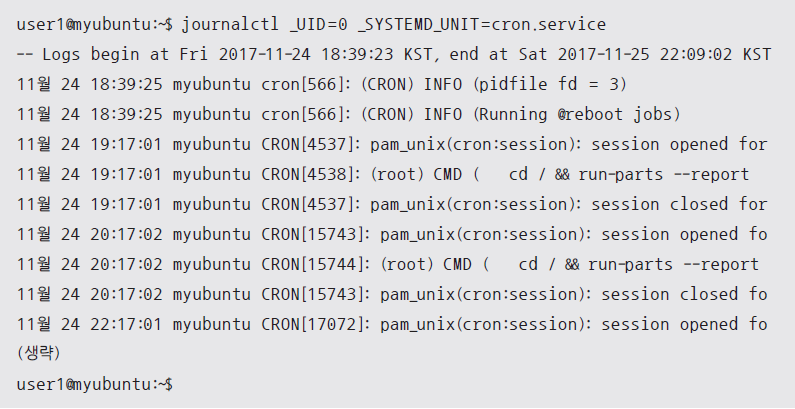 user1@myubuntu:~$ journalctl _UID=0 _SYSTEMD_UNIT=cron.service
-- Logs begin at Fri 2017-11-24 18:39:23 KST, end at Sat 2017-11-25 22:09:02 KST
11월 24 18:39:25 myubuntu cron[566]: (CRON) INFO (pidfile fd = 3)
11월 24 18:39:25 myubuntu cron[566]: (CRON) INFO (Running @reboot jobs)
11월 24 19:17:01 myubuntu CRON[4537]: pam_unix(cron:session): session opened for
11월 24 19:17:01 myubuntu CRON[4538]: (root) CMD (   cd / && run-parts --report
11월 24 19:17:01 myubuntu CRON[4537]: pam_unix(cron:session): session closed for
11월 24 20:17:02 myubuntu CRON[15743]: pam_unix(cron:session): session opened fo
11월 24 20:17:02 myubuntu CRON[15744]: (root) CMD (   cd / && run-parts --report
11월 24 20:17:02 myubuntu CRON[15743]: pam_unix(cron:session): session closed fo
11월 24 22:17:01 myubuntu CRON[17072]: pam_unix(cron:session): session opened fo
(생략)
user1@myubuntu:~$